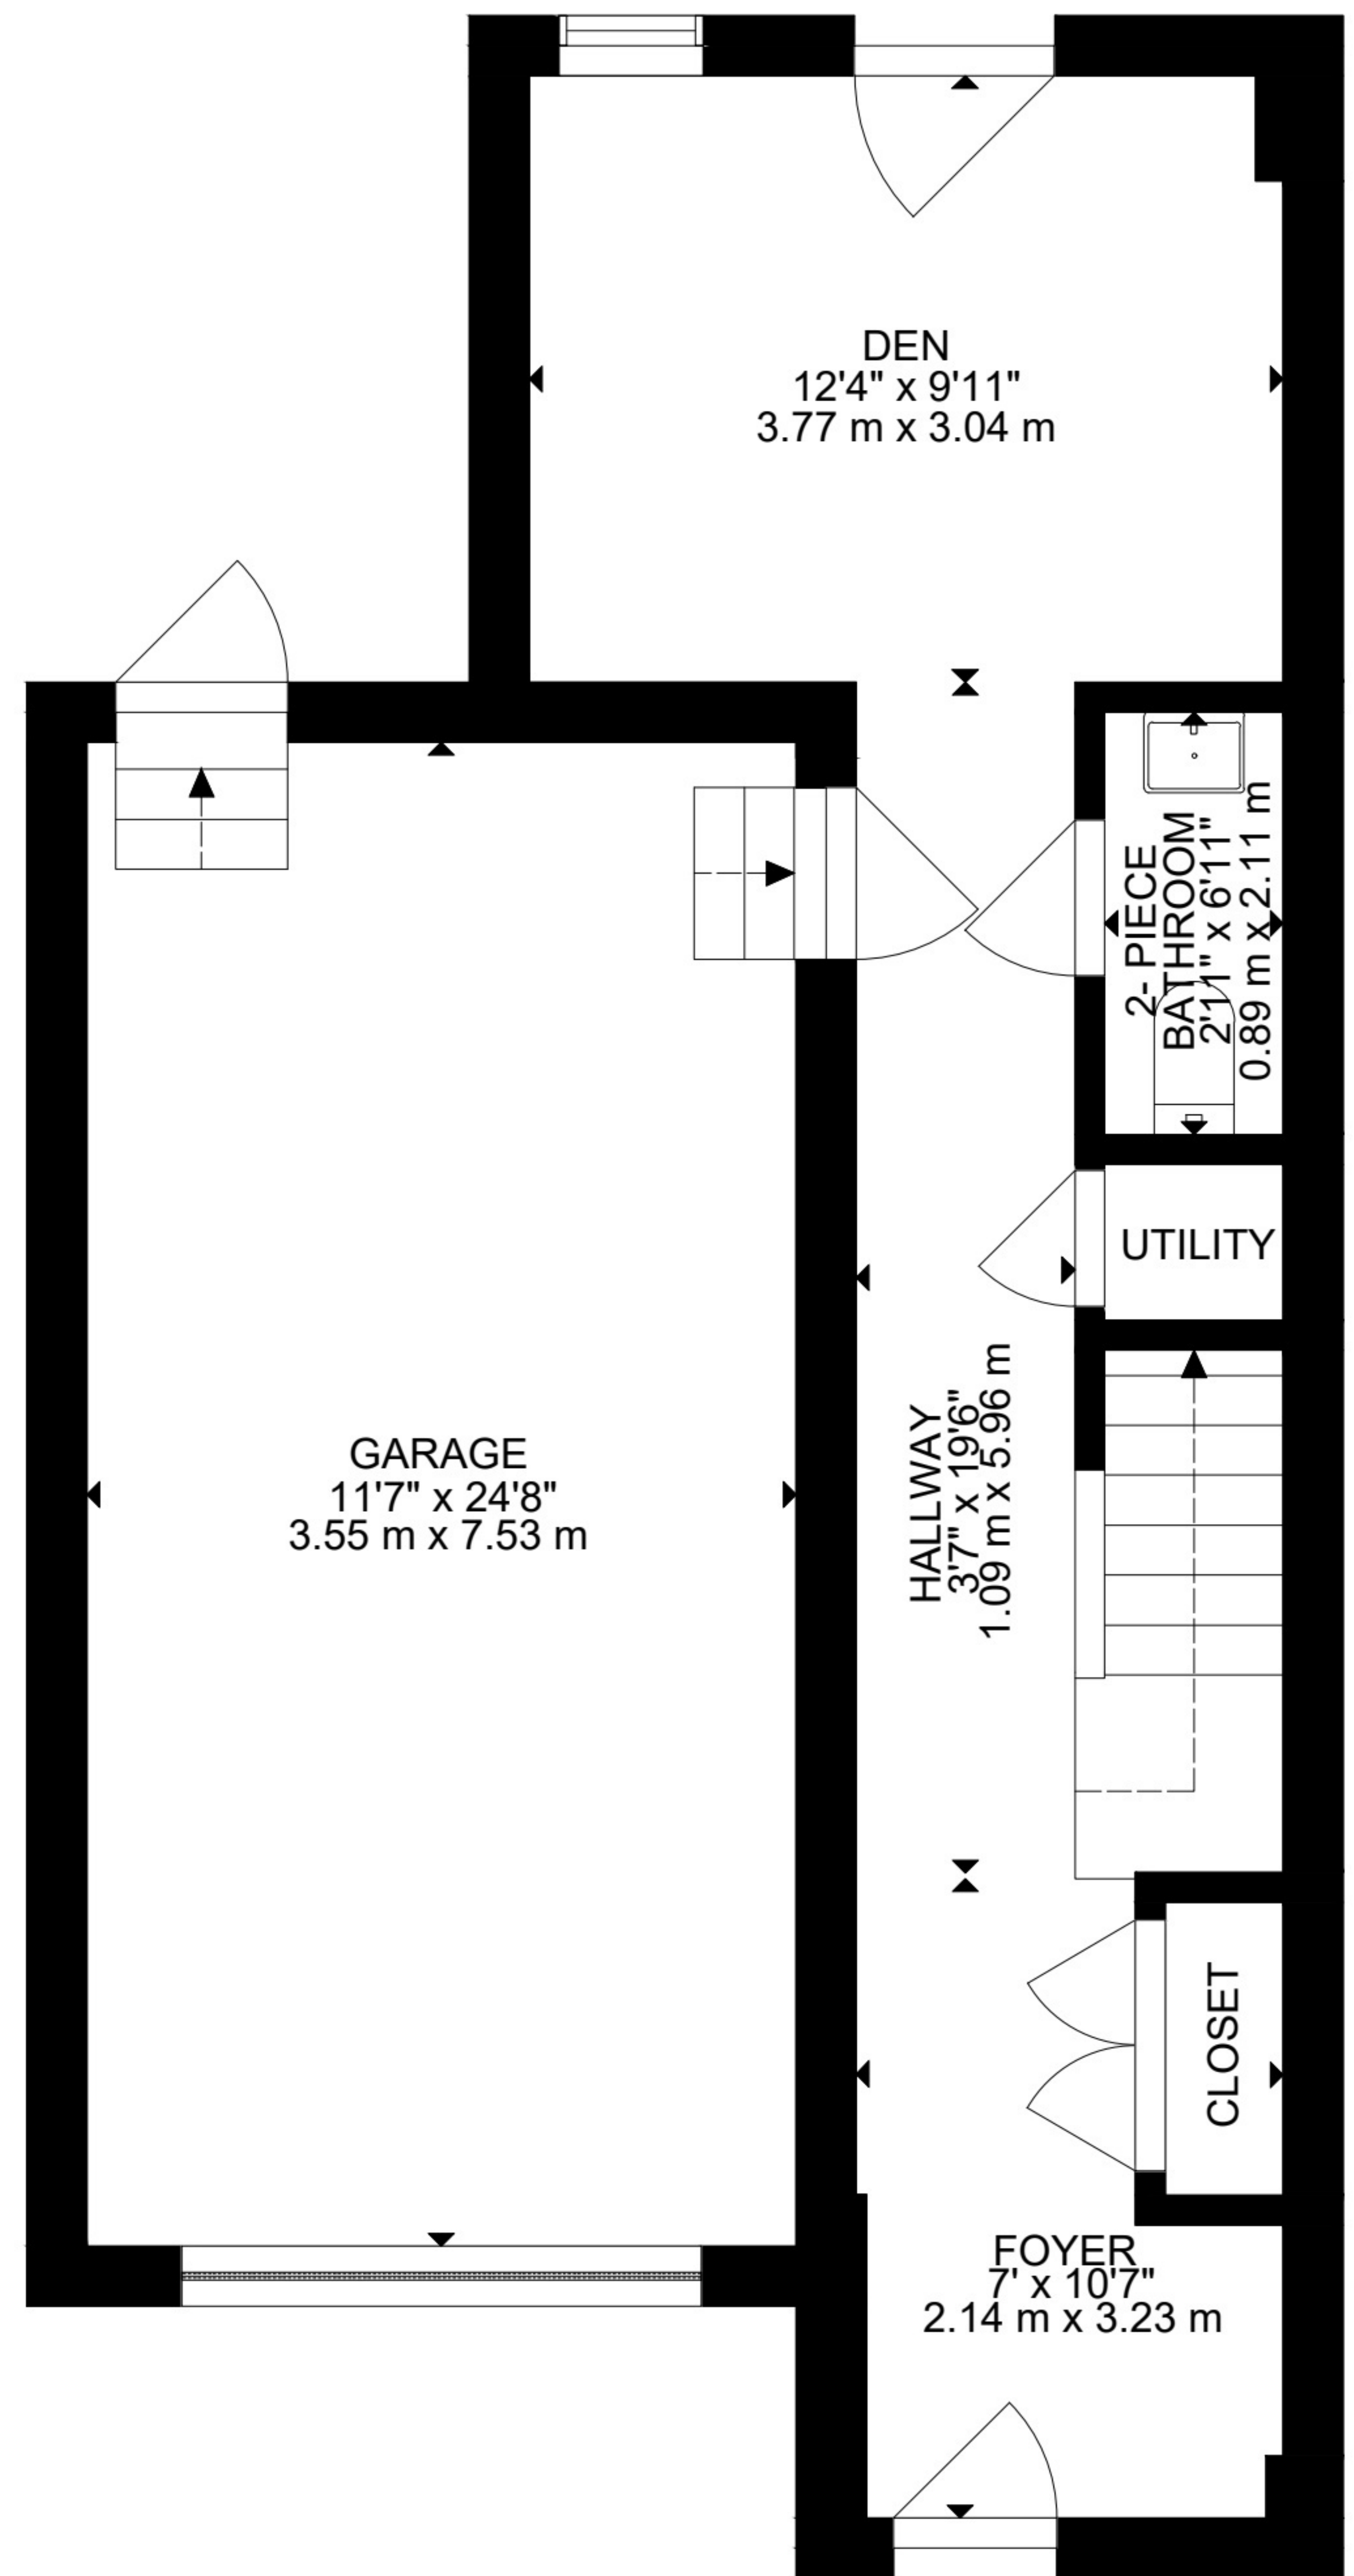 DEN
12'4" x 9'11"
3.77 m x 3.04 m
2- PIECE
BATHROOM
2'11" x 6'11"
0.89 m x 2.11 m
UTILITY
HALLWAY
3'7" x 19'6"
1.09 m x 5.96 m
GARAGE
11'7" x 24'8"
3.55 m x 7.53 m
CLOSET
FOYER
7' x 10'7"
2.14 m x 3.23 m